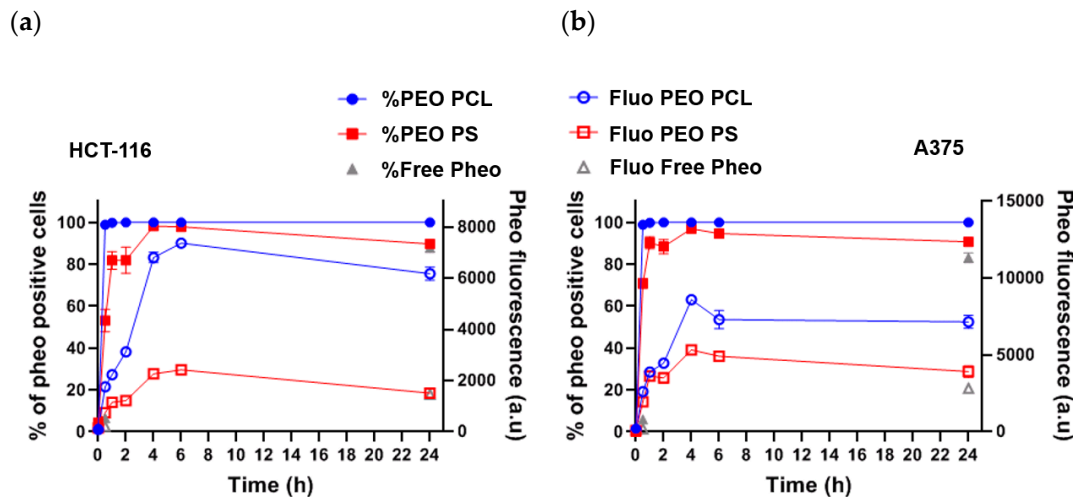 (a)
(b)
%PEO PCL
%PEO PS
%Free Pheo
Fluo PEO PCL
Fluo PEO PS
Fluo Free Pheo
HCT-116
A375
% of pheo positive cells
100
80
60
40
20
0
8000
6000
4000
2000
0
Pheo fluorescence (a.u)
0 2 4 6 8 10 12 14 16 18 20 22 24
Time (h)
% of pheo positive cells
100
80
60
40
20
0
15000
10000
5000
0
Pheo fluorescence (a.u)
0 2 4 6 8 10 12 14 16 18 20 22 24
Time (h)